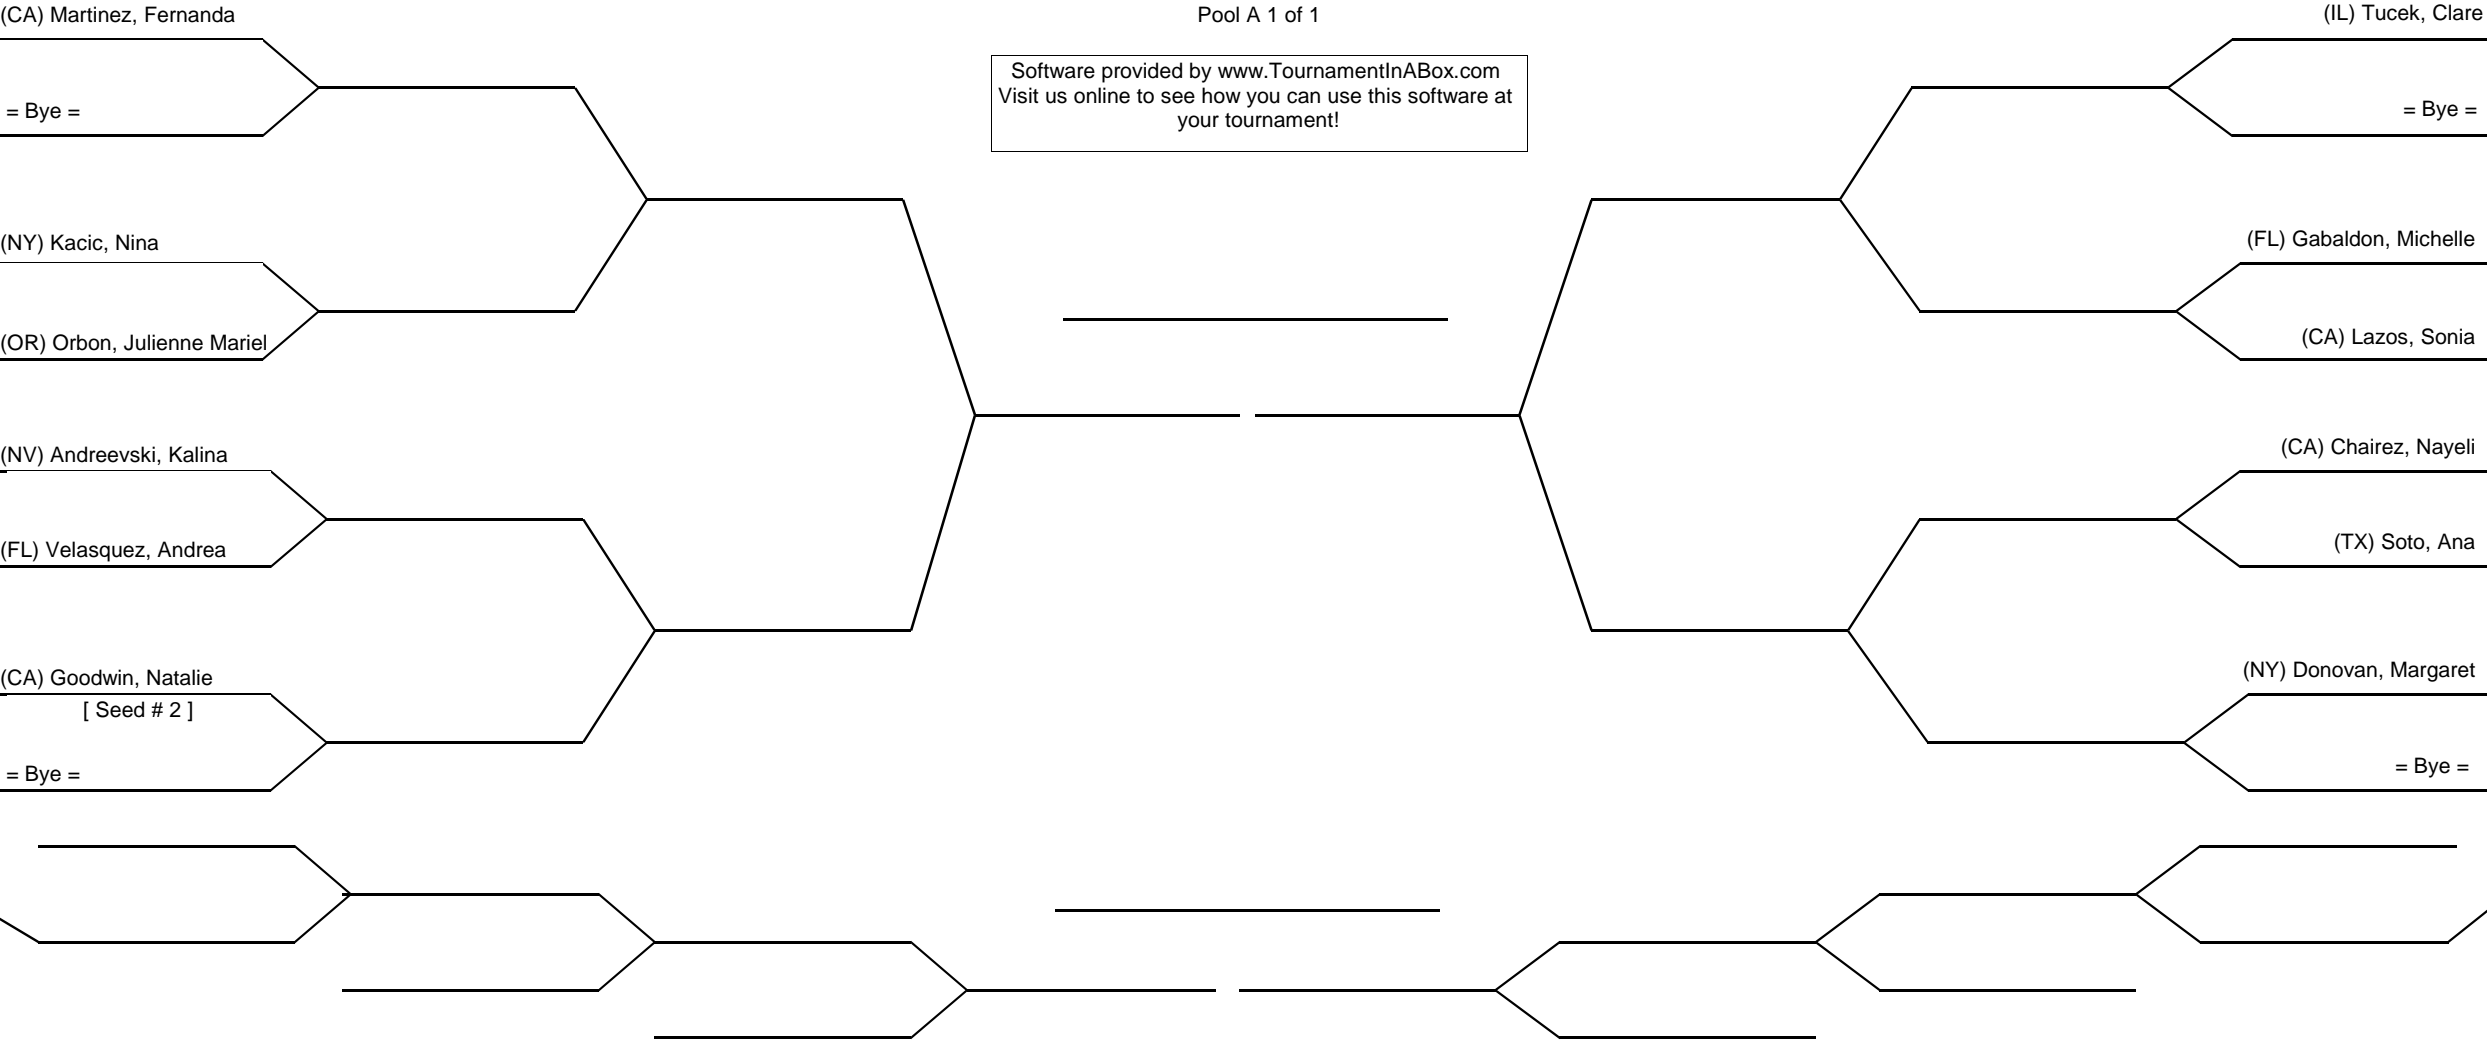 (CA) Martinez, Fernanda
Pool A 1 of 1
(IL) Tucek, Clare
Software provided by www.TournamentInABox.com
Visit us online to see how you can use this software at
your tournament!
= Bye =
= Bye =
(NY) Kacic, Nina
(FL) Gabaldon, Michelle
(OR) Orbon, Julienne Mariel
(CA) Lazos, Sonia
(NV) Andreevski, Kalina
(CA) Chairez, Nayeli
(FL) Velasquez, Andrea
(TX) Soto, Ana
(CA) Goodwin, Natalie
[ Seed # 2 ]
(NY) Donovan, Margaret
= Bye =
= Bye =